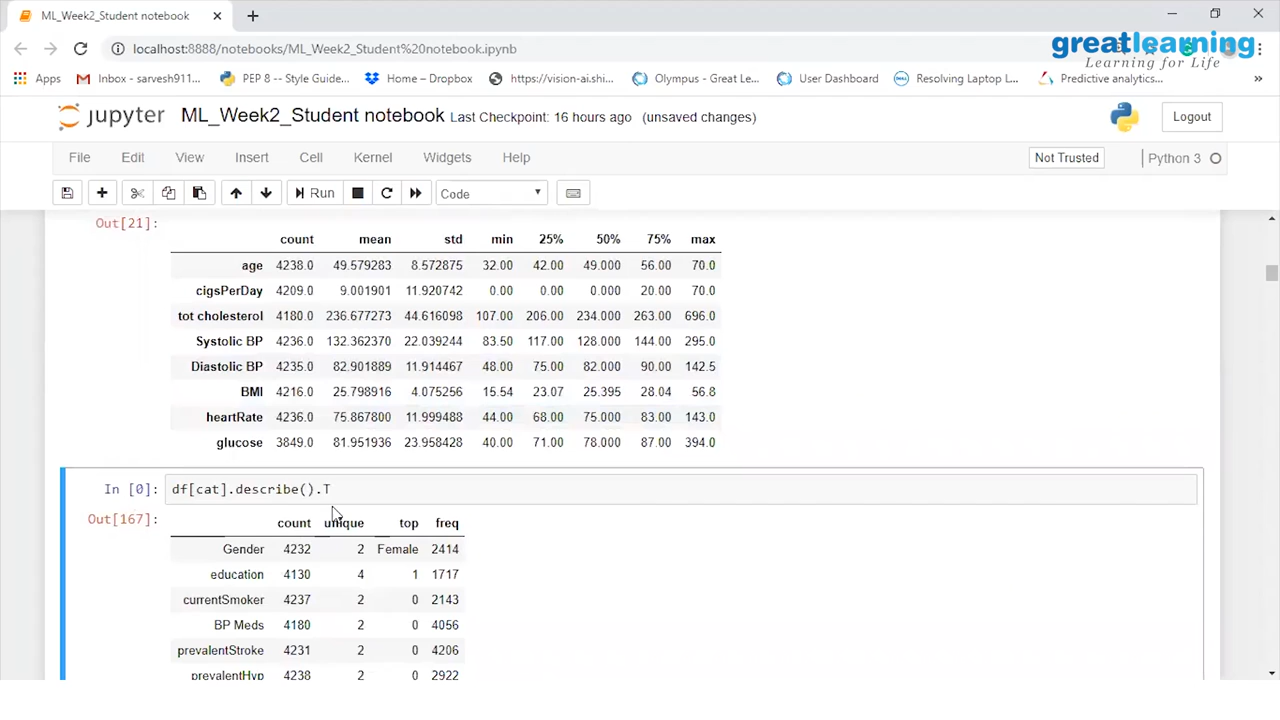 ML_Week2_Student notebook
localhost:8888/notebooks/ML_Week2_Student%20notebook.ipynb
greatlearning
Learning for Life
Apps Inbox - sarvesh911... PEP 8 -- Style Guide... Home – Dropbox https://vision-ai.shi... Olympus - Great Le... User Dashboard Resolving Laptop L... Predictive analytics... »
jupyter ML_Week2_Student notebook Last Checkpoint: 16 hours ago (unsaved changes) Logout
File Edit View Insert Cell Kernel Widgets Help Not Trusted Python 3
Run Code
Out[21]:
count mean std min 25% 50% 75% max
age 4238.0 49.579283 8.572875 32.00 42.00 49.000 56.00 70.0
cigsPerDay 4209.0 9.001901 11.920742 0.00 0.00 0.000 20.00 70.0
tot cholesterol 4180.0 236.677273 44.616098 107.00 206.00 234.000 263.00 696.0
Systolic BP 4236.0 132.362370 22.039244 83.50 117.00 128.000 144.00 295.0
Diastolic BP 4235.0 82.901889 11.914467 48.00 75.00 82.000 90.00 142.5
BMI 4216.0 25.798916 4.075256 15.54 23.07 25.395 28.04 56.8
heartRate 4236.0 75.867800 11.999488 44.00 68.00 75.000 83.00 143.0
glucose 3849.0 81.951936 23.958428 40.00 71.00 78.000 87.00 394.0
In [0]: df[cat].describe().T
Out[167]:
count unique top freq
Gender 4232 2 Female 2414
education 4130 4 1 1717
currentSmoker 4237 2 0 2143
BP Meds 4180 2 0 4056
prevalentStroke 4231 2 0 4206
prevalentHyp 4238 2 0 2922